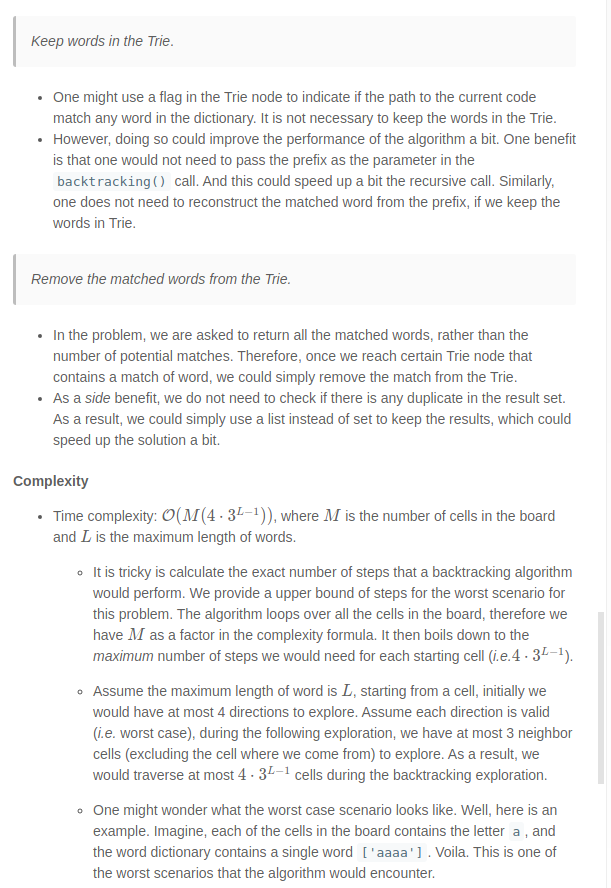 Keep words in the Trie.
One might use a flag in the Trie node to indicate if the path to the current code
match any word in the dictionary. It is not necessary to keep the words in the Trie.
However, doing so could improve the performance of the algorithm a bit. One benefit
is that one would not need to pass the prefix as the parameter in the
backtracking() call. And this could speed up a bit the recursive call. Similarly,
one does not need to reconstruct the matched word from the prefix, if we keep the
words in Trie.
Remove the matched words from the Trie.
In the problem, we are asked to return all the matched words, rather than the
number of potential matches. Therefore, once we reach certain Trie node that
contains a match of word, we could simply remove the match from the Trie.
As a side benefit, we do not need to check if there is any duplicate in the result set.
As a result, we could simply use a list instead of set to keep the results, which could
speed up the solution a bit.
Complexity
Time complexity: O(M(4 · 3^{L−1})), where M is the number of cells in the board
and L is the maximum length of words.
It is tricky is calculate the exact number of steps that a backtracking algorithm
would perform. We provide a upper bound of steps for the worst scenario for
this problem. The algorithm loops over all the cells in the board, therefore we
have M as a factor in the complexity formula. It then boils down to the
maximum number of steps we would need for each starting cell (i.e.4 · 3^{L−1}).
Assume the maximum length of word is L, starting from a cell, initially we
would have at most 4 directions to explore. Assume each direction is valid
(i.e. worst case), during the following exploration, we have at most 3 neighbor
cells (excluding the cell where we come from) to explore. As a result, we
would traverse at most 4 · 3^{L−1} cells during the backtracking exploration.
One might wonder what the worst case scenario looks like. Well, here is an
example. Imagine, each of the cells in the board contains the letter a, and
the word dictionary contains a single word ['aaaa']. Voila. This is one of
the worst scenarios that the algorithm would encounter.